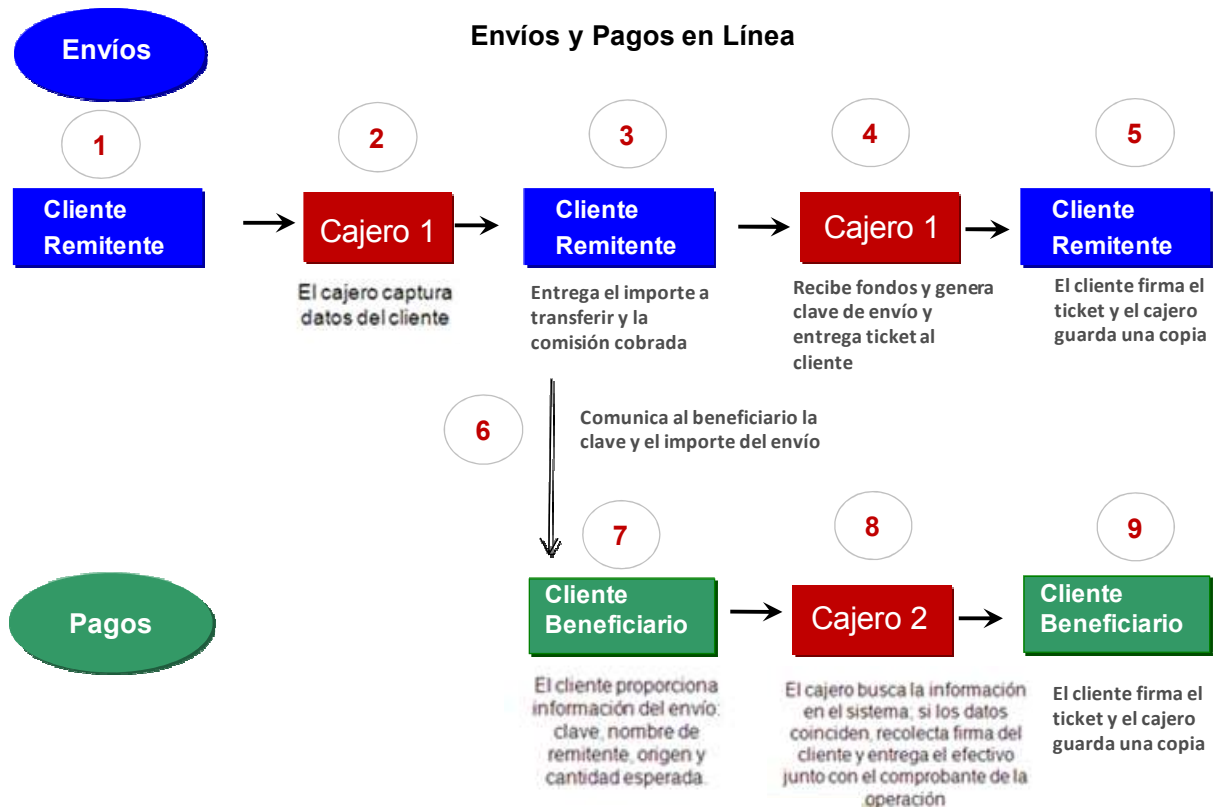 Envíos y Pagos en Línea
Envíos
1
2
3
4
5
Cliente
Remitente
Cajero 1
Cliente
Remitente
Cajero 1
Cliente
Remitente
El cajero captura
datos del cliente
Entrega el importe a
transferir y la
comisión cobrada
Recibe fondos y genera
clave de envío y
entrega ticket al
cliente
El cliente firma el
ticket y el cajero
guarda una copia
6
Comunica al beneficiario la
clave y el importe del envío
7
8
9
Pagos
Cliente
Beneficiario
Cajero 2
Cliente
Beneficiario
El cliente proporciona
información del envío:
clave, nombre de
remitente, origen y
cantidad esperada.
El cajero busca la información
en el sistema; si los datos
coinciden, recolecta firma del
cliente y entrega el efectivo
junto con el comprobante de la
operación
El cliente firma el
ticket y el cajero
guarda una copia